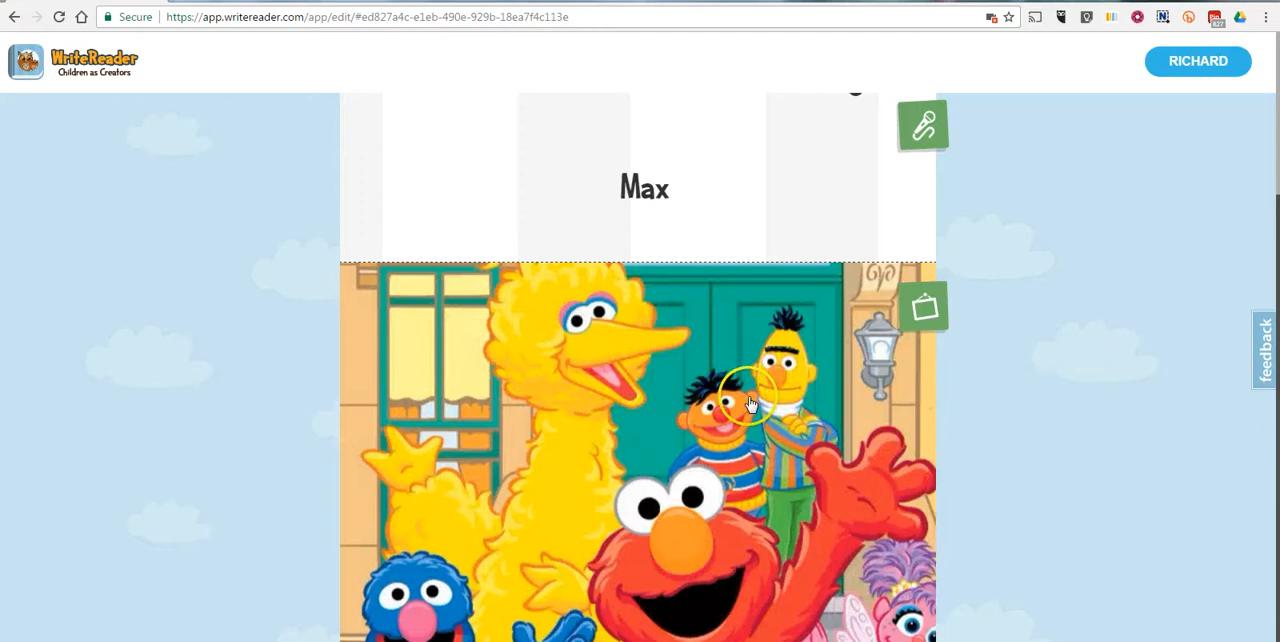 Secure
https://app.writereader.com/app/edit/#ed827a4c-e1eb-490e-929b-18ea7f4c113e
827
WriteReader
Children as Creators
RICHARD
Max
feedback